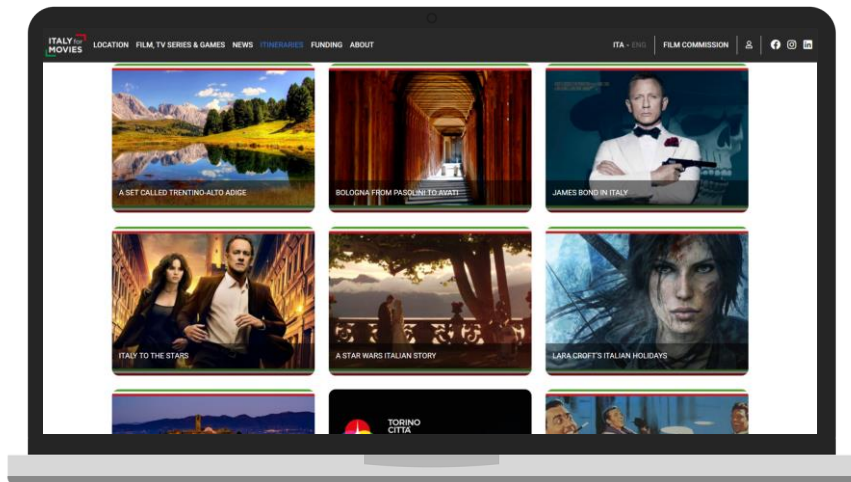 ITALY for
MOVIES
LOCATION FILM, TV SERIES & GAMES NEWS ITINERARIES FUNDING ABOUT
ITA - ENG FILM COMMISSION
A SET CALLED TRENTINO-ALTO ADIGE
BOLOGNA FROM PASOLINI TO AVATI
JAMES BOND IN ITALY
ITALY TO THE STARS
A STAR WARS ITALIAN STORY
LARA CROFT'S ITALIAN HOLIDAYS
TORINO
CITTÀ